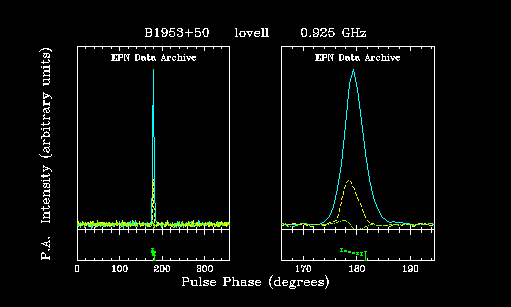 B1953+50 lovell 0.925 GHz
EPN Data Archive EPN Data Archive
P.A. Intensity (arbitrary units)
0 100 200 300 170 180 190
Pulse Phase (degrees)